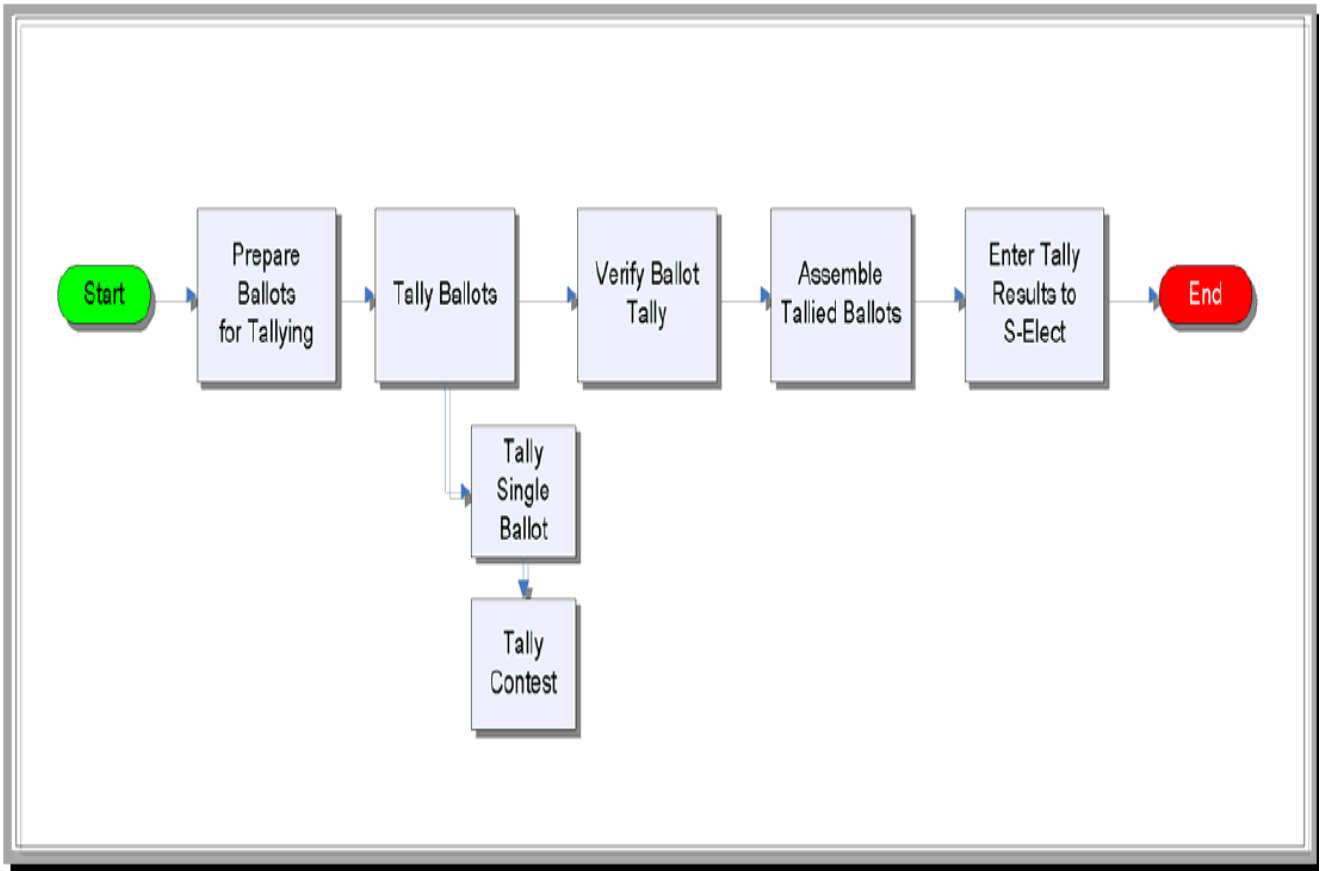 Start
Prepare
Ballots
for Tallying
Tally Ballots
Verify Ballot
Tally
Assemble
Tallied Ballots
Enter Tally
Results to
S-Elect
End
Tally
Single
Ballot
Tally
Contest